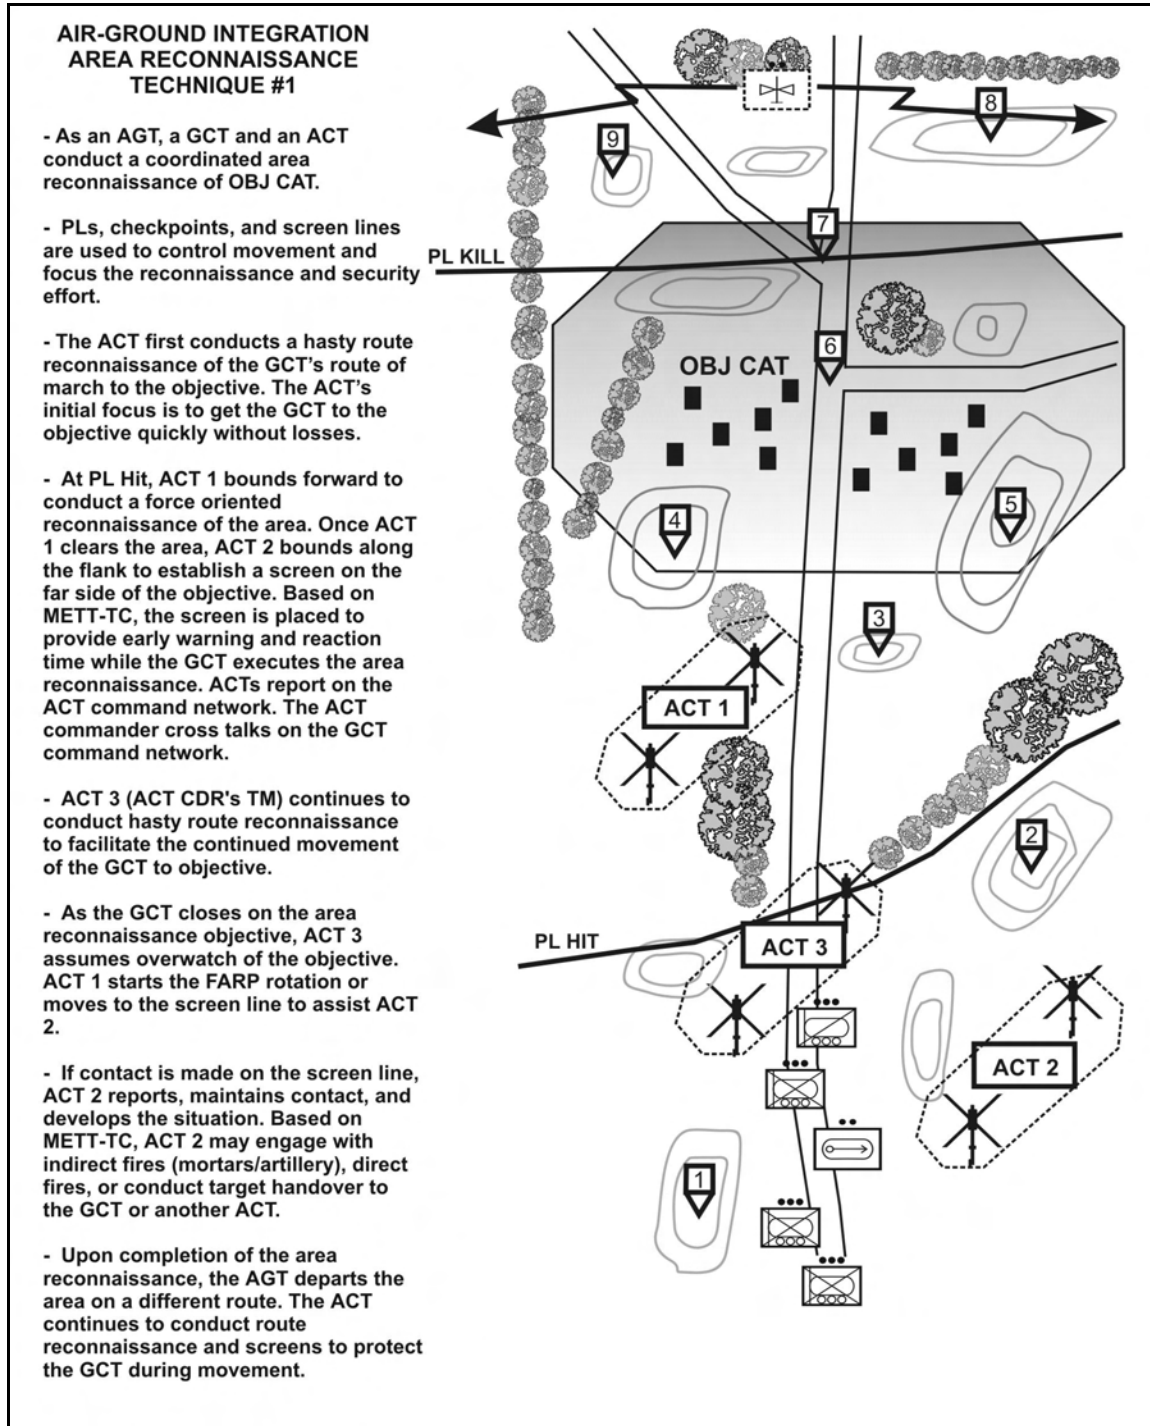 AIR-GROUND INTEGRATION
AREA RECONNAISSANCE
TECHNIQUE #1
- As an AGT, a GCT and an ACT
conduct a coordinated area
reconnaissance of OBJ CAT.
- PLs, checkpoints, and screen lines
are used to control movement and
focus the reconnaissance and security
effort.
- The ACT first conducts a hasty route
reconnaissance of the GCT's route of
march to the objective. The ACT's
initial focus is to get the GCT to the
objective quickly without losses.
- At PL Hit, ACT 1 bounds forward to
conduct a force oriented
reconnaissance of the area. Once ACT
1 clears the area, ACT 2 bounds along
the flank to establish a screen on the
far side of the objective. Based on
METT-TC, the screen is placed to
provide early warning and reaction
time while the GCT executes the area
reconnaissance. ACTs report on the
ACT command network. The ACT
commander cross talks on the GCT
command network.
- ACT 3 (ACT CDR's TM) continues to
conduct hasty route reconnaissance
to facilitate the continued movement
of the GCT to objective.
- As the GCT closes on the area
reconnaissance objective, ACT 3
assumes overwatch of the objective.
ACT 1 starts the FARP rotation or
moves to the screen line to assist ACT
2.
- If contact is made on the screen line,
ACT 2 reports, maintains contact, and
develops the situation. Based on
METT-TC, ACT 2 may engage with
indirect fires (mortars/artillery), direct
fires, or conduct target handover to
the GCT or another ACT.
- Upon completion of the area
reconnaissance, the AGT departs the
area on a different route. The ACT
continues to conduct route
reconnaissance and screens to protect
the GCT during movement.
8
9
7
PL KILL
6
OBJ CAT
5
4
3
ACT 1
2
PL HIT
ACT 3
ACT 2
1